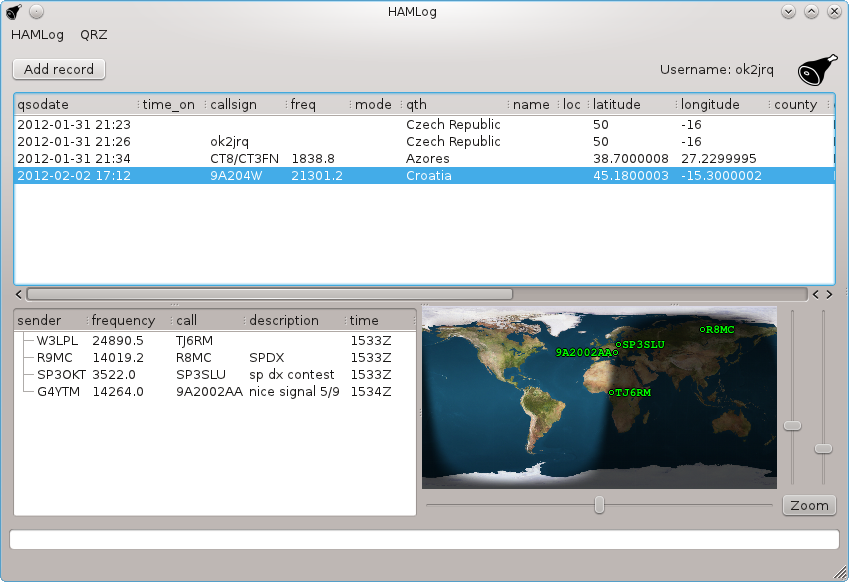 HAMLog
HAMLog QRZ
Add record Username: ok2jrq
qsodate time_on callsign freq mode qth name loc latitude longitude county
2012-01-31 21:23 Czech Republic 50 -16
2012-01-31 21:26 ok2jrq Czech Republic 50 -16
2012-01-31 21:34 CT8/CT3FN 1838.8 Azores 38.7000008 27.2299995
2012-02-02 17:12 9A204W 21301.2 Croatia 45.1800003 -15.3000002
sender frequency call description time
W3LPL 24890.5 TJ6RM 1533Z
R9MC 14019.2 R8MC SPDX 1533Z
SP3OKT 3522.0 SP3SLU sp dx contest 1533Z
G4YTM 14264.0 9A2002AA nice signal 5/9 1534Z
R8MC
SP3SLU
9A2002AA
TJ6RM
Zoom